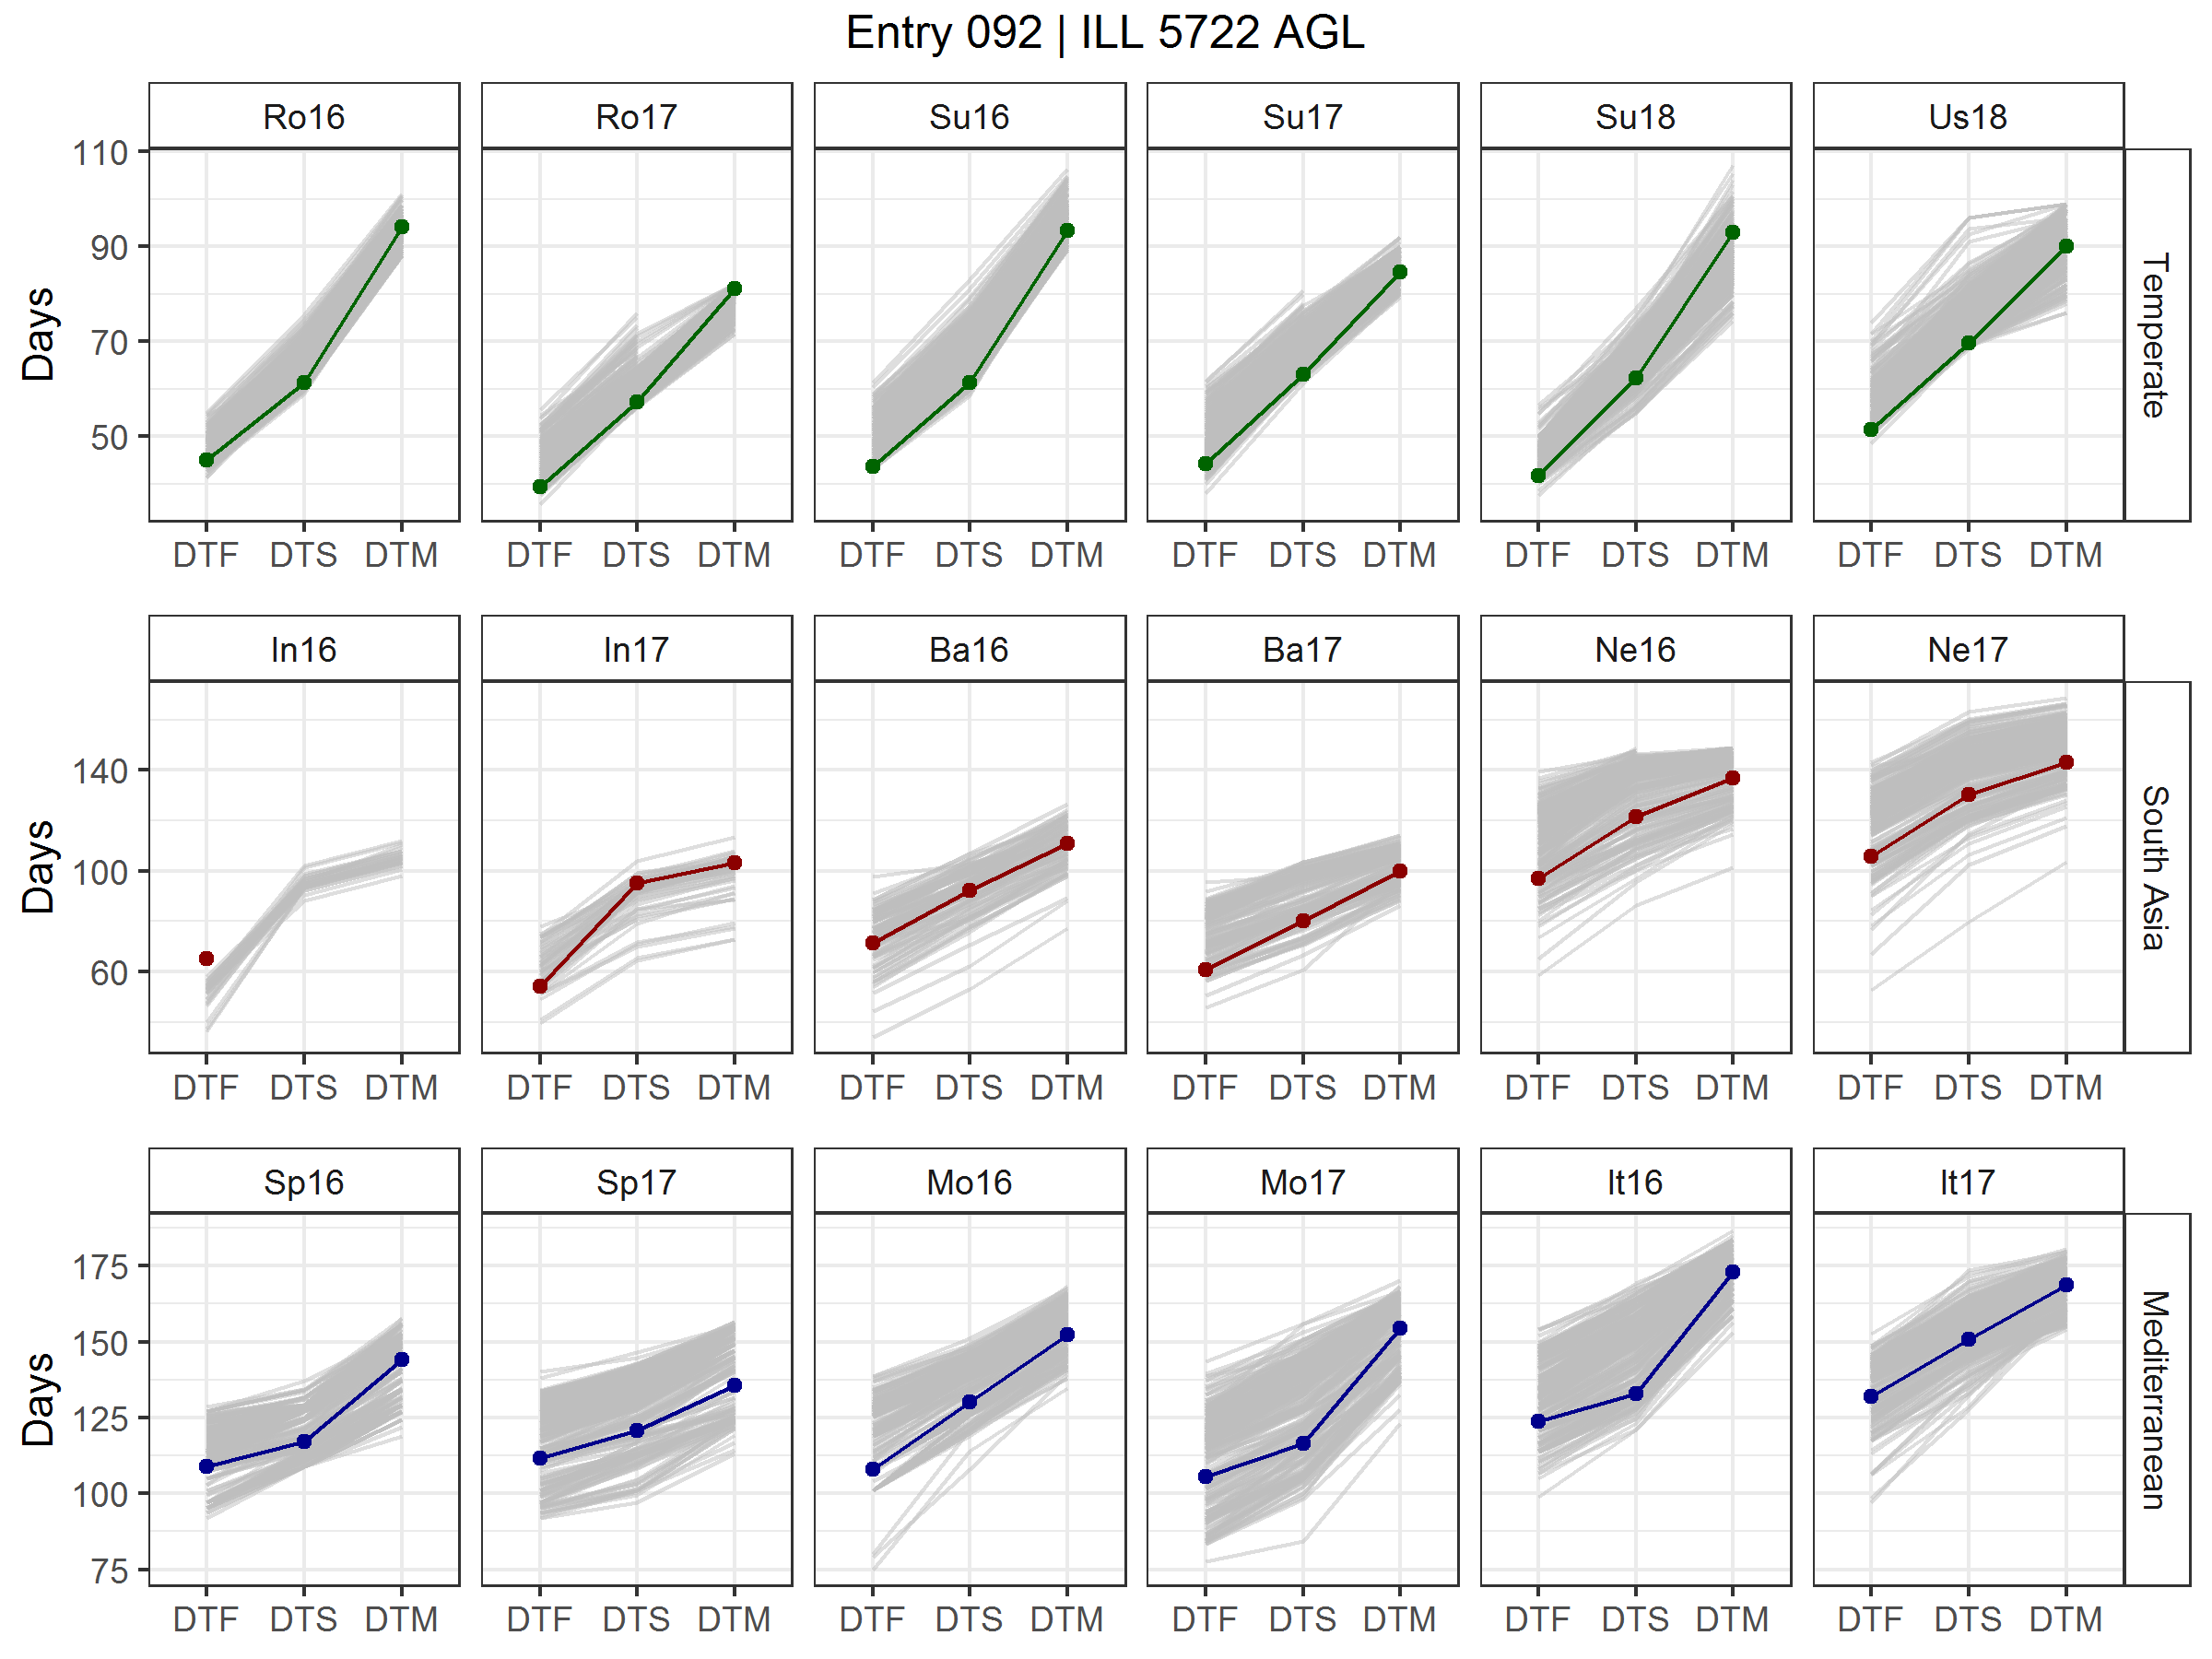 Entry 092 | ILL 5722 AGL
Ro16 Ro17 Su16 Su17 Su18 Us18
110
90
70
50
Days
Temperate
DTF DTS DTM DTF DTS DTM DTF DTS DTM DTF DTS DTM DTF DTS DTM DTF DTS DTM
In16 In17 Ba16 Ba17 Ne16 Ne17
140
100
60
Days
South Asia
DTF DTS DTM DTF DTS DTM DTF DTS DTM DTF DTS DTM DTF DTS DTM DTF DTS DTM
Sp16 Sp17 Mo16 Mo17 It16 It17
175
150
125
100
75
Days
Mediterranean
DTF DTS DTM DTF DTS DTM DTF DTS DTM DTF DTS DTM DTF DTS DTM DTF DTS DTM